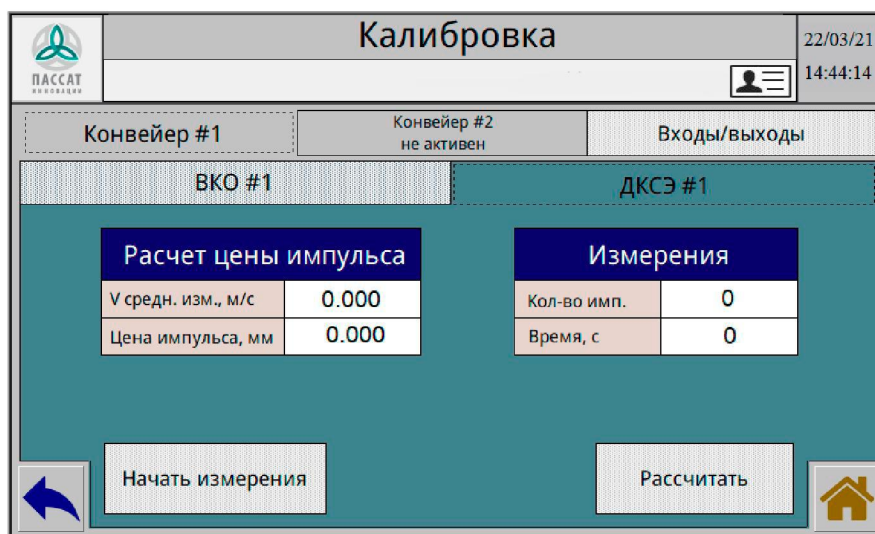 Калибровка
22/03/21
14:44:14
ПАССАТ
ИННОВАЦИИ
Конвейер #1
Конвейер #2
не активен
Входы/выходы
ВКО #1
ДКСЭ #1
Расчет цены импульса
V средн. изм., м/с 0.000
Цена импульса, мм 0.000
Измерения
Кол-во имп. 0
Время, с 0
Начать измерения
Рассчитать